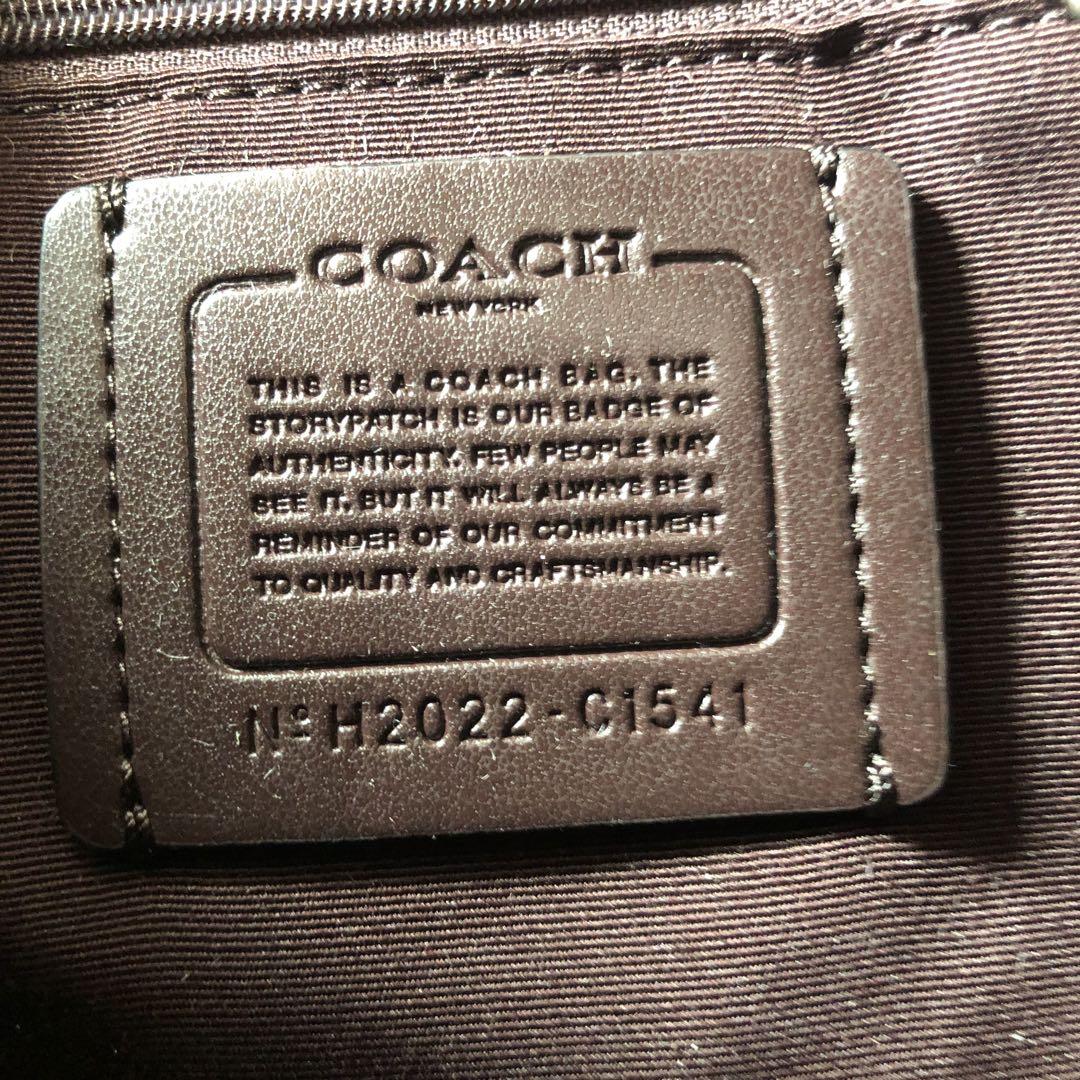 COACH
NEW YORK
THIS IS A COACH BAG. THE
STORYPATCH IS OUR BADGE OF
AUTHENTICITY. FEW PEOPLE MAY
SEE IT. BUT IT WILL ALWAYS BE A
REMINDER OF OUR COMMITMENT
TO QUALITY AND CRAFTSMANSHIP.
Nº H2022-C1541